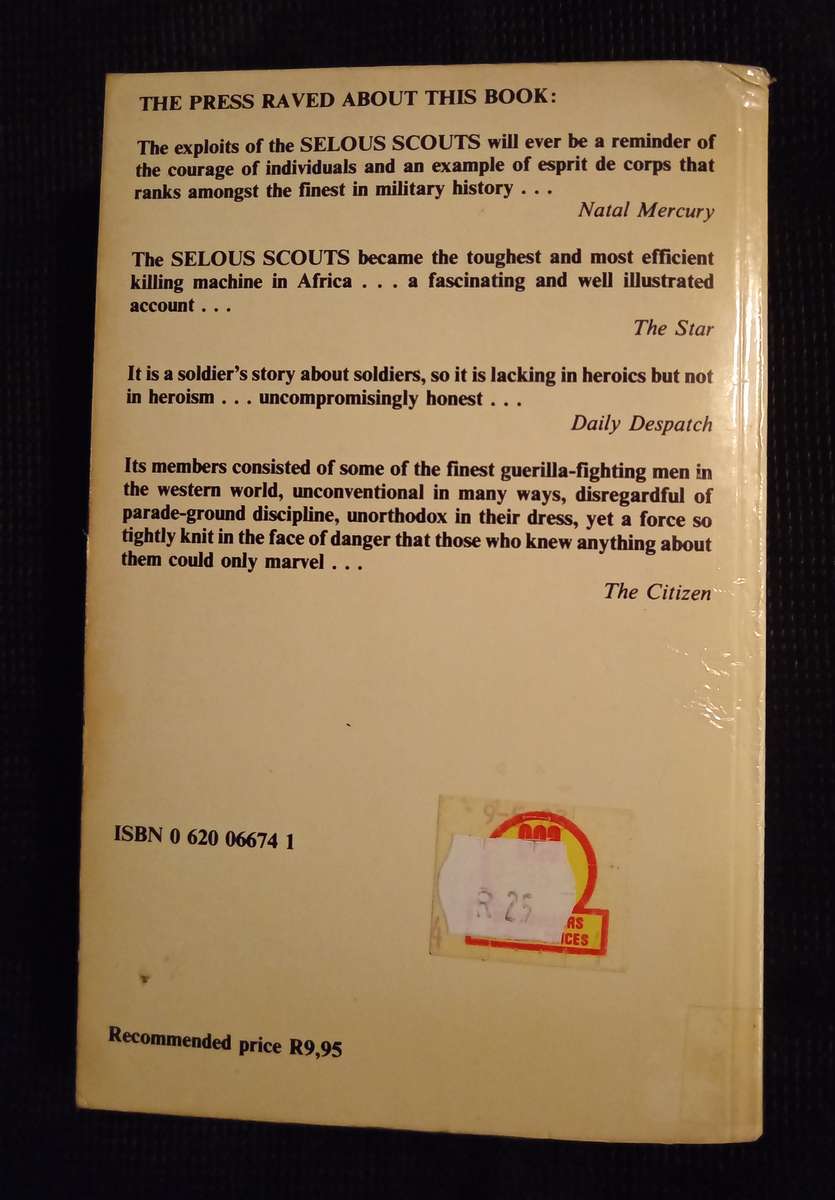 THE PRESS RAVED ABOUT THIS BOOK:
The exploits of the SELOUS SCOUTS will ever be a reminder of
the courage of individuals and an example of esprit de corps that
ranks amongst the finest in military history . . .
Natal Mercury
The SELOUS SCOUTS became the toughest and most efficient
killing machine in Africa . . . a fascinating and well illustrated
account . . .
The Star
It is a soldier's story about soldiers, so it is lacking in heroics but not
in heroism . . . uncompromisingly honest . . .
Daily Despatch
Its members consisted of some of the finest guerilla-fighting men in
the western world, unconventional in many ways, disregardful of
parade-ground discipline, unorthodox in their dress, yet a force so
tightly knit in the face of danger that those who knew anything about
them could only marvel . . .
The Citizen
ISBN 0 620 06674 1
R 25
Recommended price R9,95